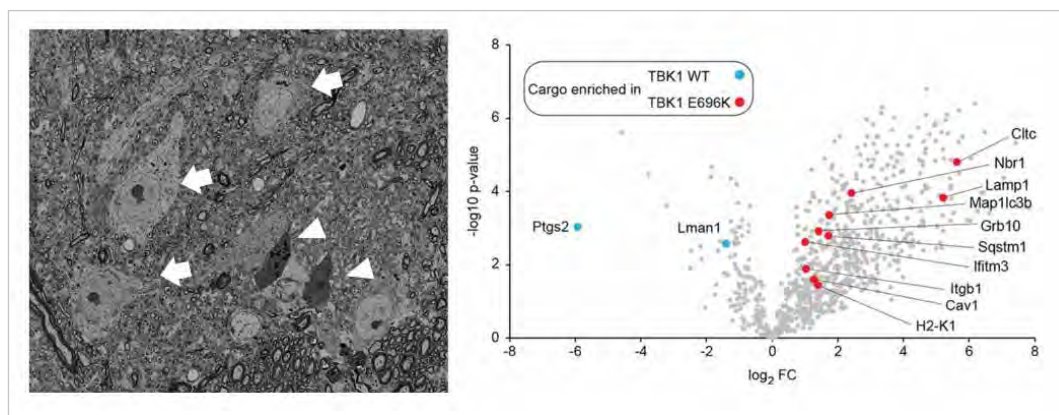 8
6
4
2
0
-log10 p-value
-8
-6
-4
-2
0
2
4
6
8
log2 FC
Cargo enriched in
TBK1 WT
TBK1 E696K
Ptgs2
Lman1
Cltc
Nbr1
Lamp1
Map1lc3b
Grb10
Sqstm1
Ifitm3
Itgb1
Cav1
H2-K1